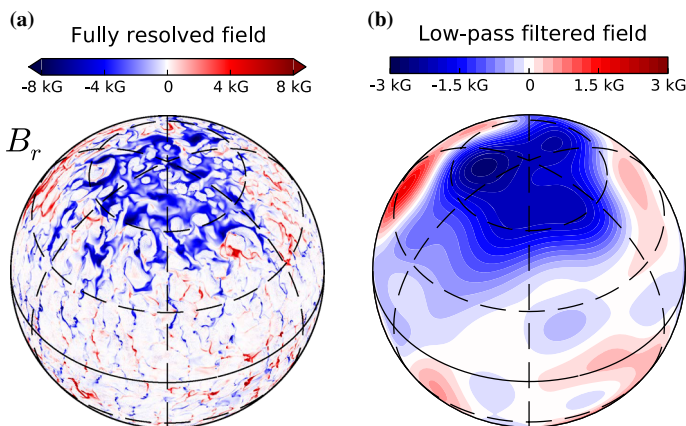 (a) Fully resolved field
-8 kG -4 kG 0 4 kG 8 kG
B_r
(b) Low-pass filtered field
-3 kG -1.5 kG 0 1.5 kG 3 kG